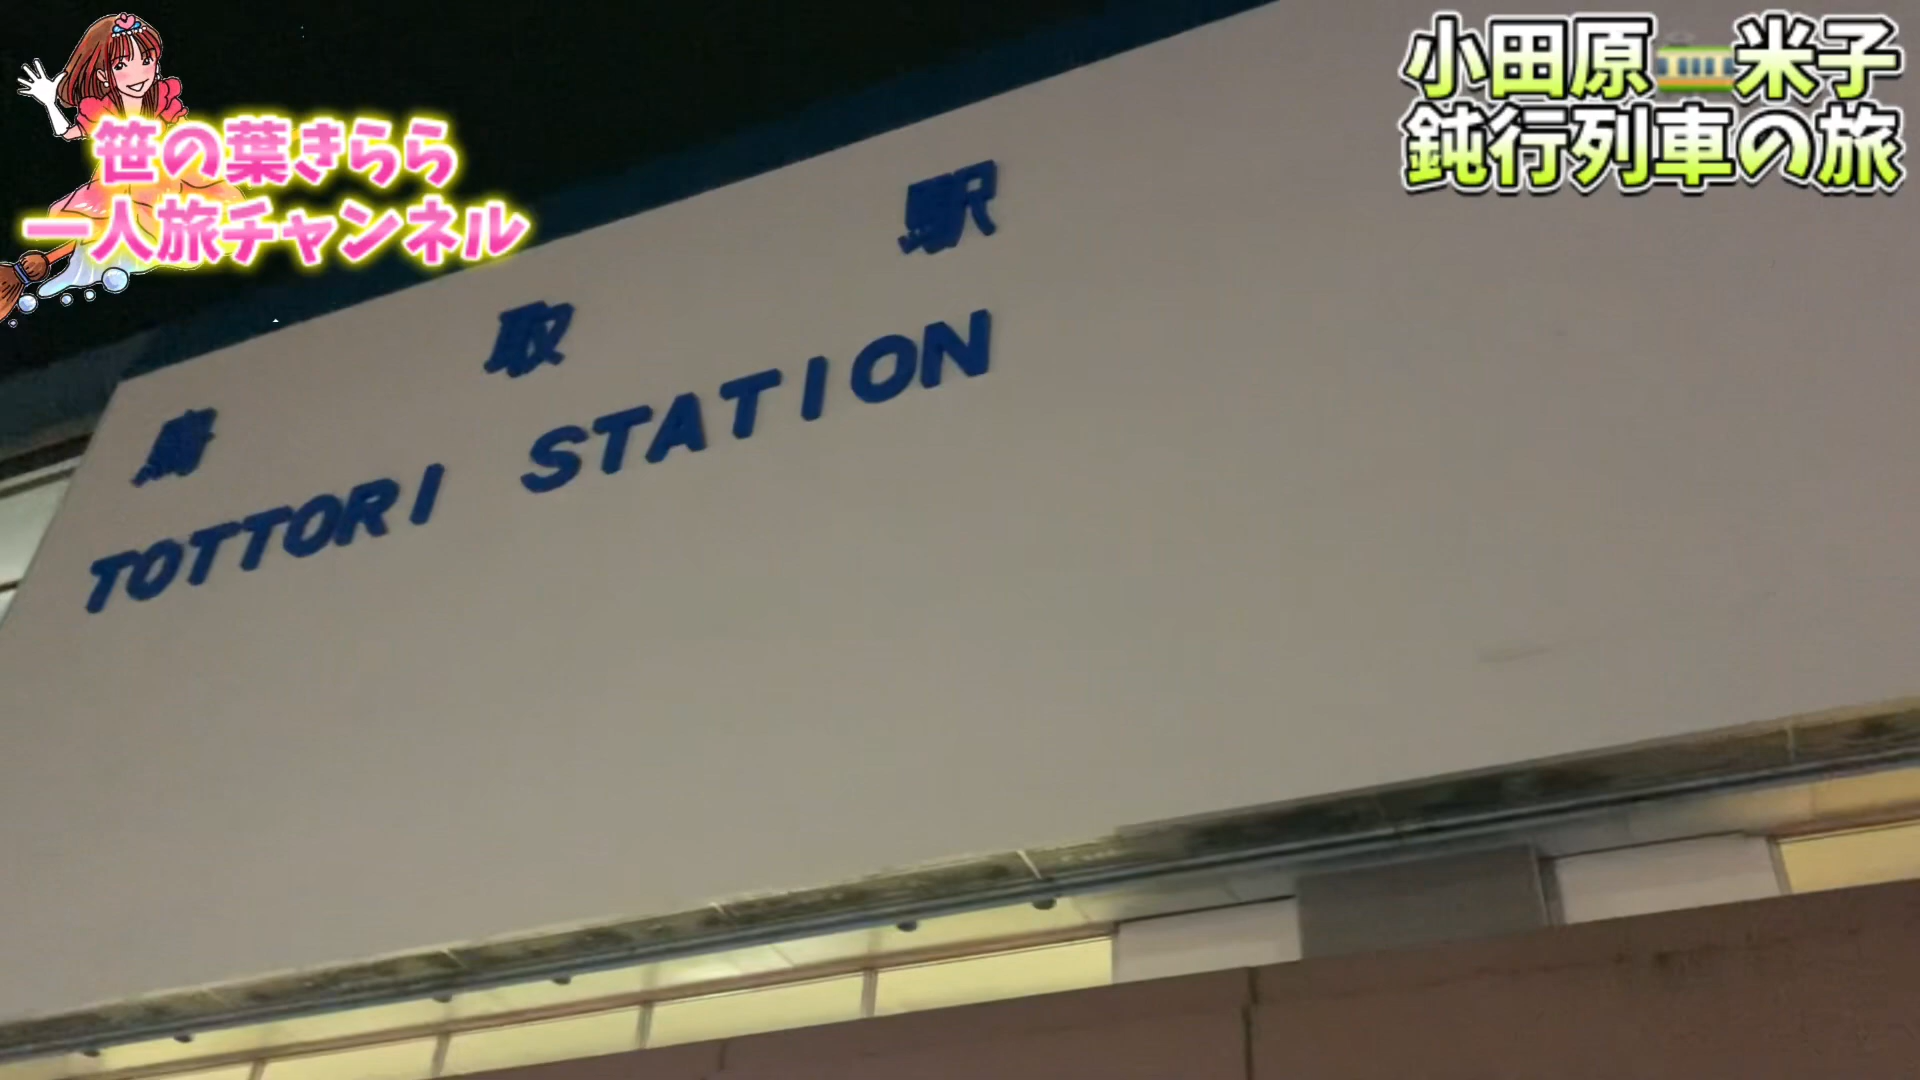 笹の葉きらら
一人旅チャンネル
小田原🚃米子
鈍行列車の旅
鳥取駅
TOTTORI STATION